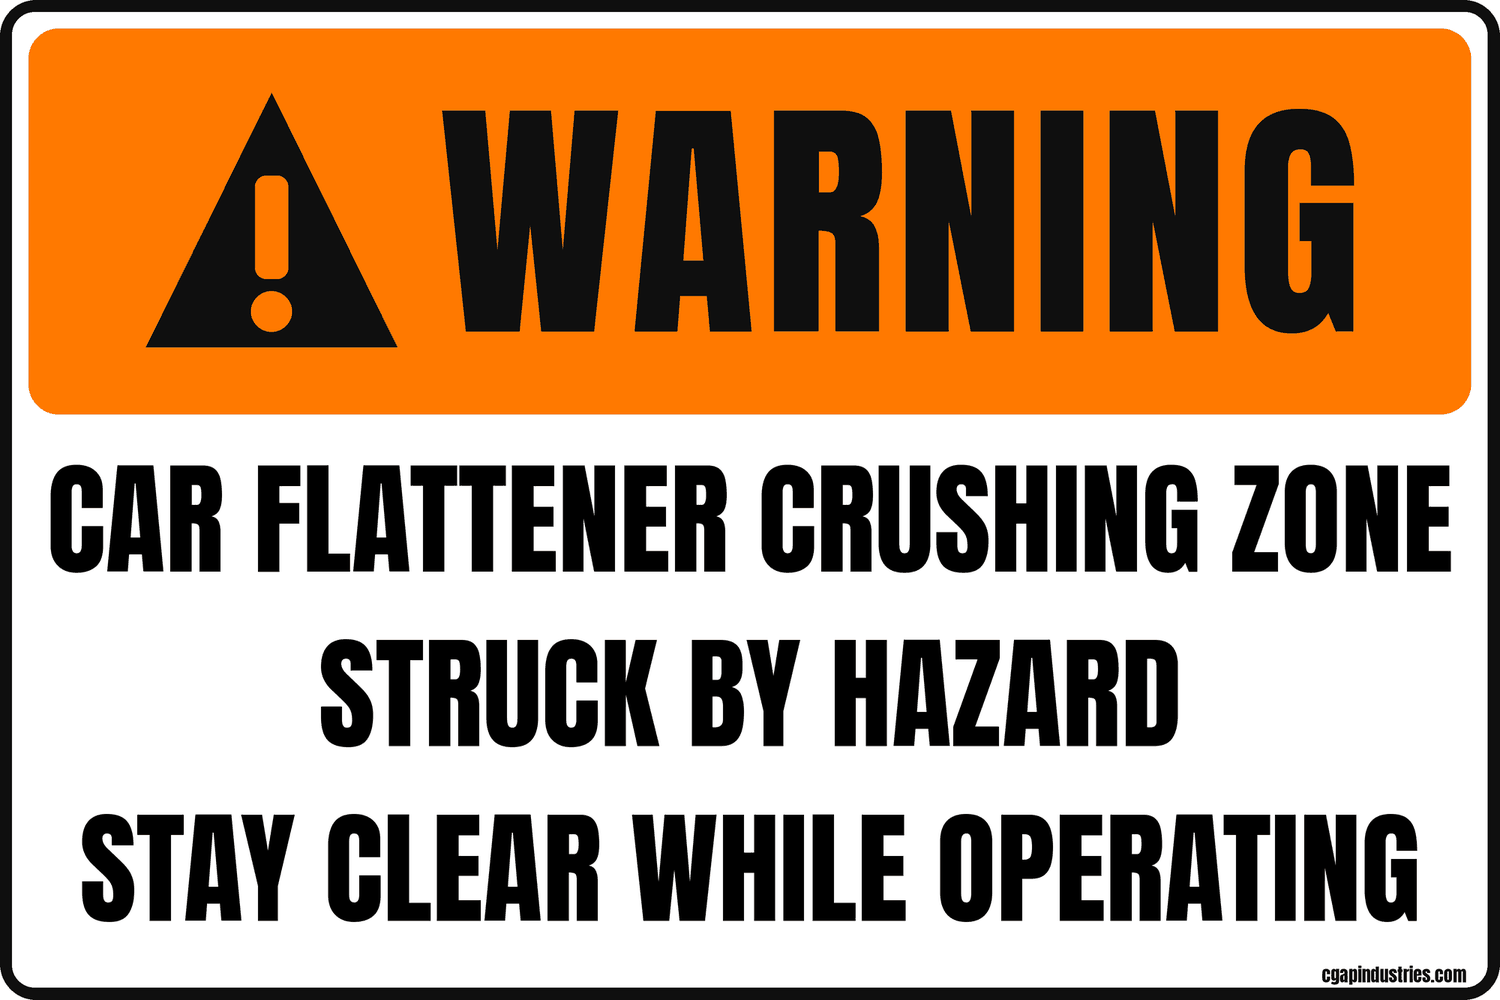 WARNING
CAR FLATTENER CRUSHING ZONE
STRUCK BY HAZARD
STAY CLEAR WHILE OPERATING
cgapindustries.com